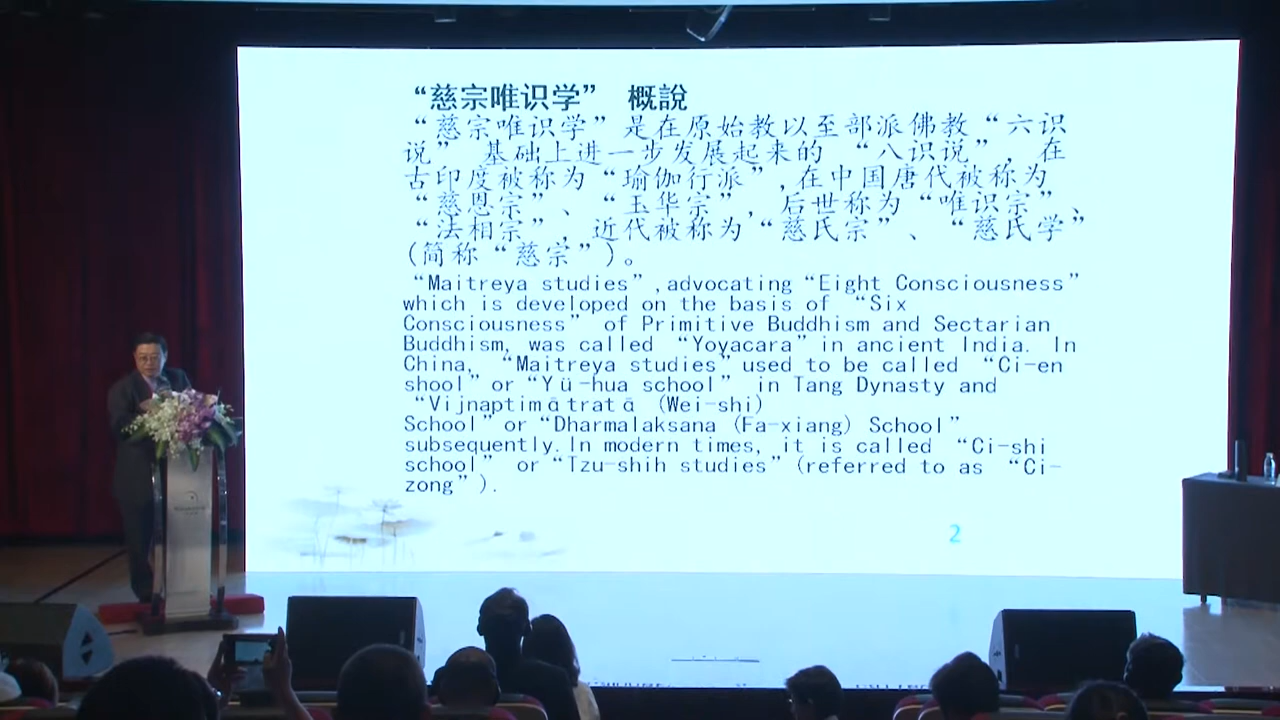 “慈宗唯识学” 概說
“慈宗唯识学”是在原始教以至部派佛教“六识
说” 基础上进一步发展起来的 “八识说”，在
古印度被称为“瑜伽行派”,在中国唐代被称为
“慈恩宗”、“玉华宗”，后世称为“唯识宗”、
“法相宗”，近代被称为“慈氏宗”、“慈氏学”
(简称“慈宗”)。
“Maitreya studies”,advocating“Eight Consciousness”
which is developed on the basis of “Six
Consciousness” of Primitive Buddhism and Sectarian
Buddhism, was called “Yoyacara”in ancient India. In
China, “Maitreya studies”used to be called “Ci-en
shool”or“Yü-hua school” in Tang Dynasty and
“Vijnaptimātratā (Wei-shi)
School”or“Dharmalaksana (Fa-xiang) School”
subsequently.In modern times, it is called “Ci-shi
school” or“Tzu-shih studies”(referred to as “Ci-
zong”).
2